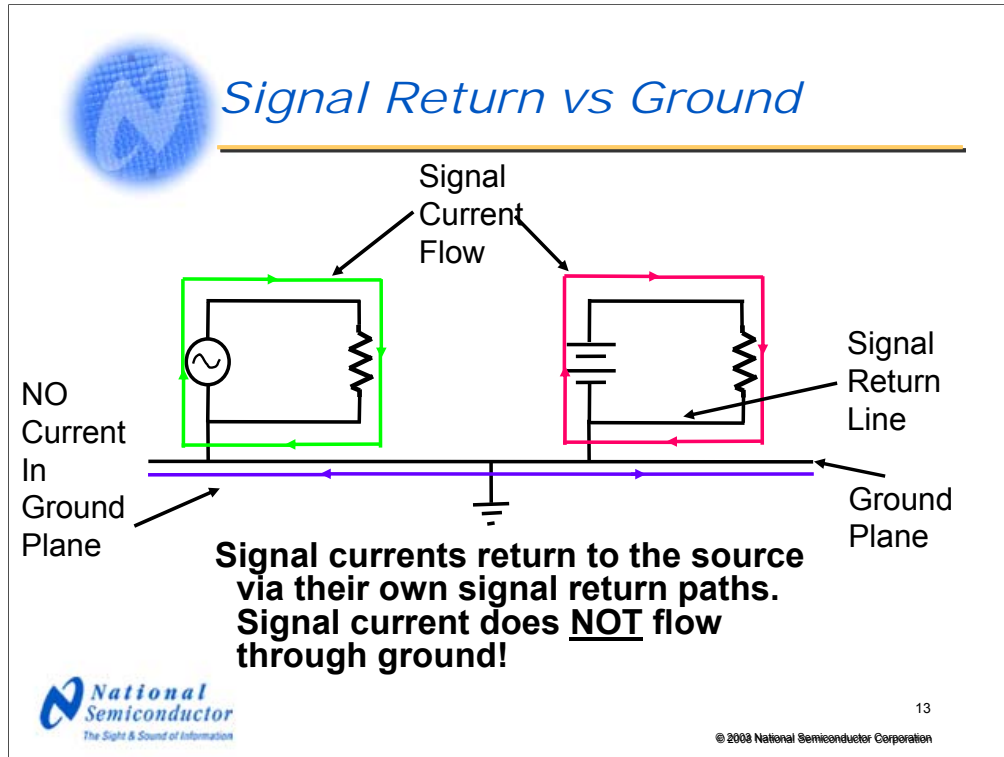 Signal Return vs Ground
Signal
Current
Flow
NO
Current
In
Ground
Plane
Signal
Return
Line
Ground
Plane
Signal currents return to the source
via their own signal return paths.
Signal current does NOT flow
through ground!
National
Semiconductor
The Sight & Sound of Information
13
© 2003 National Semiconductor Corporation